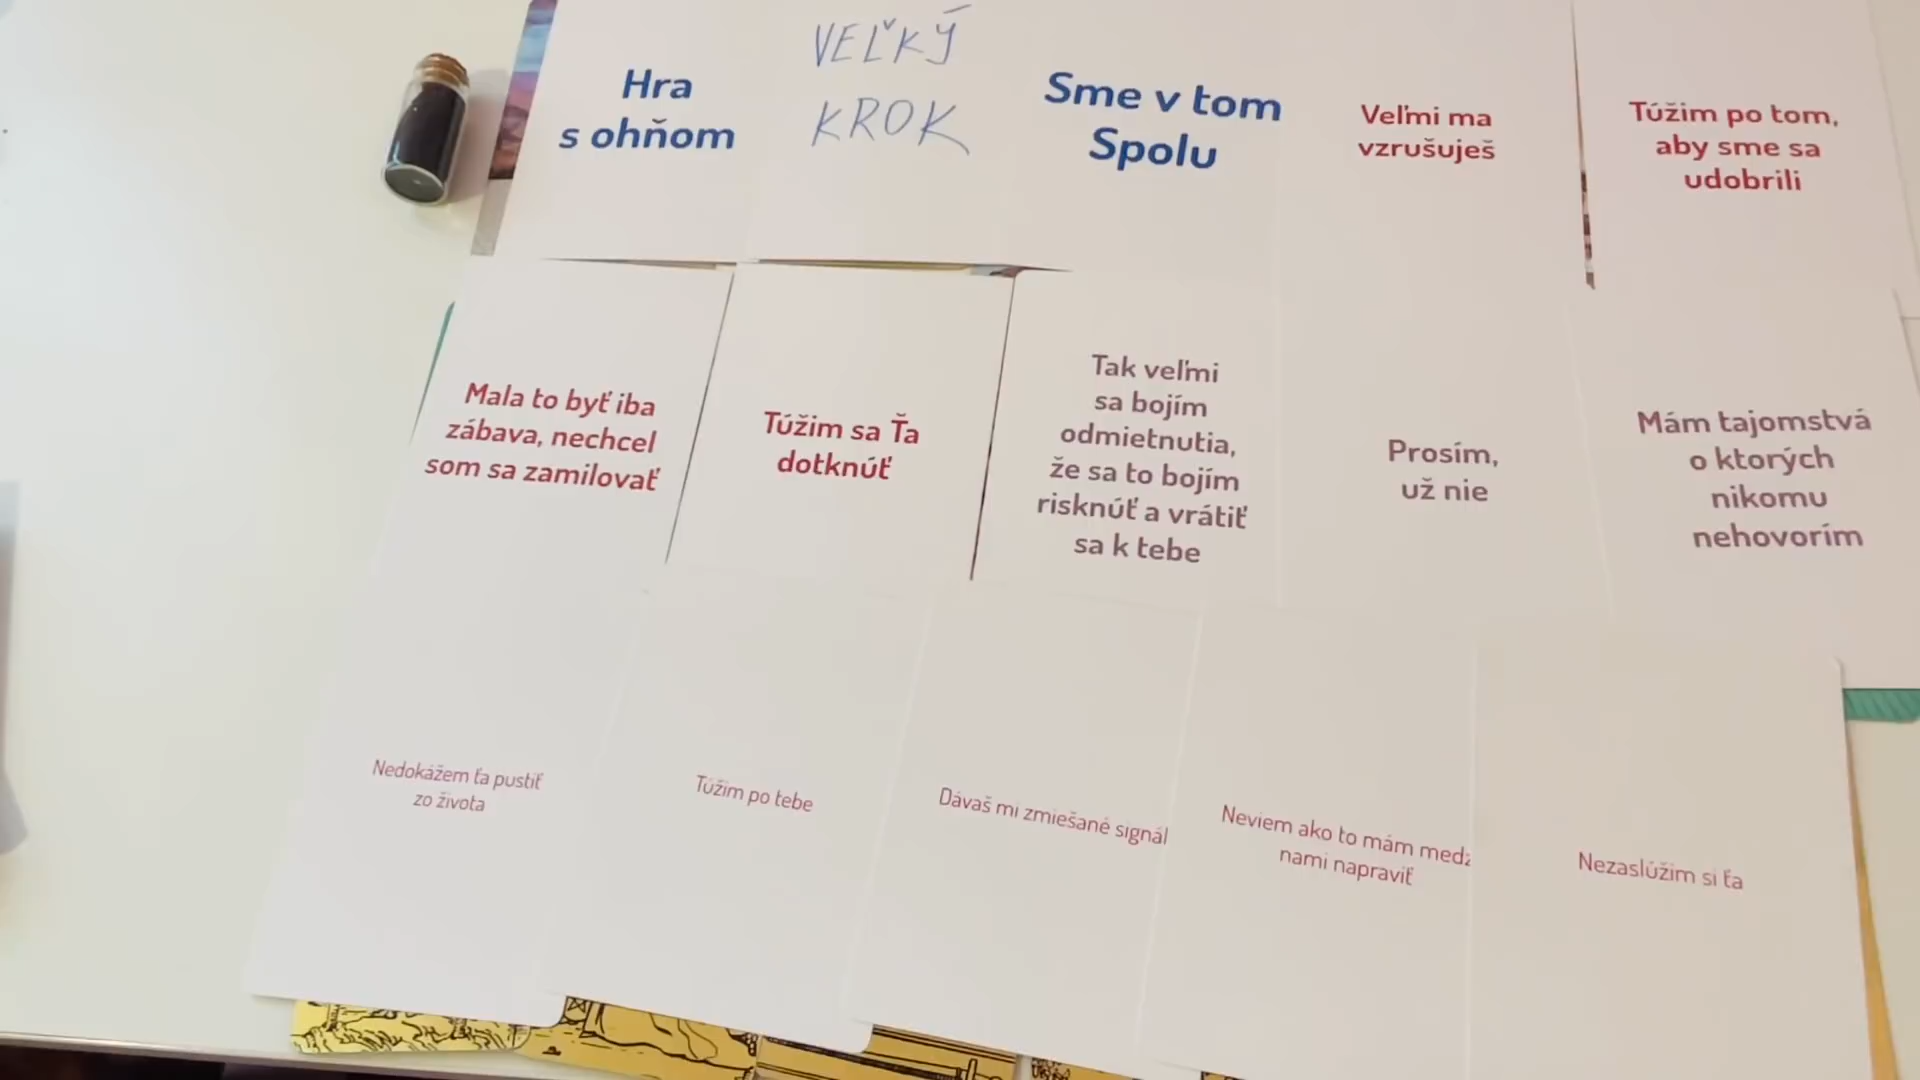 Hra
s ohňom
VEĽKÝ
KROK
Sme v tom
Spolu
Veľmi ma
vzrušuješ
Túžim po tom,
aby sme sa
udobrili
Mala to byť iba
zábava, nechcel
som sa zamilovať
Túžim sa Ťa
dotknúť
Tak veľmi
sa bojím
odmietnutia,
že sa to bojím
risknúť a vrátiť
sa k tebe
Prosím,
už nie
Mám tajomstvá
o ktorých
nikomu
nehovorím
Nedokážem ťa pustiť
zo života
Túžim po tebe
Dávaš mi zmiešané signál
Neviem ako to mám medz
nami napraviť
Nezaslúžim si ťa